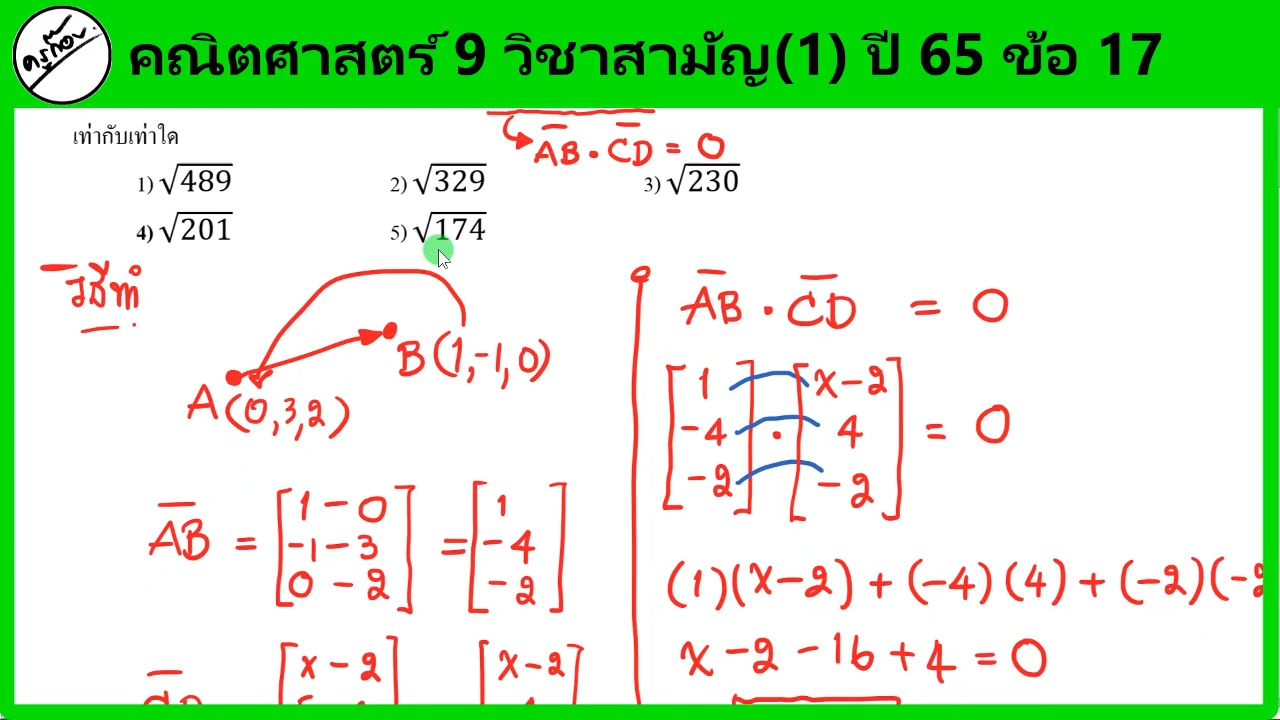 ครูก๊อบ
คณิตศาสตร์ 9 วิชาสามัญ(1) ปี 65 ข้อ 17
เท่ากับเท่าใด
AB · CD = 0
1) √489 2) √329 3) √230
4) √201 5) √174
วิธีทำ
B(1,-1,0)
A(0,3,2)
AB = [1 - 0 = [1
-1 - 3 -4
0 - 2] -2]
x - 2 x - 2
AB · CD = 0
[1 · [x-2 = 0
-4 4
-2] -2]
(1)(x-2) + (-4)(4) + (-2)(-2
x - 2 - 16 + 4 = 0